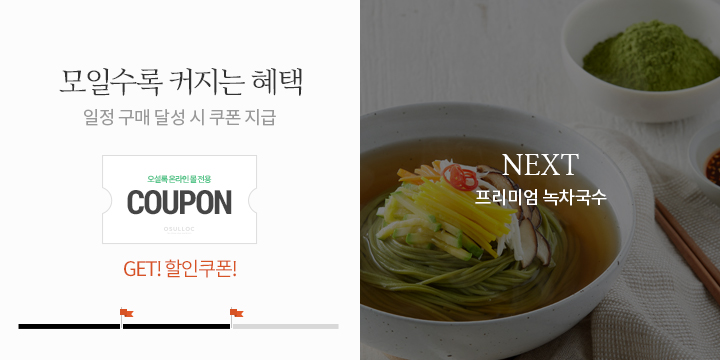 모일수록 커지는 혜택
일정 구매 달성 시 쿠폰 지급
오설록 온라인 몰 전용
COUPON
OSULLOC
GET! 할인쿠폰!
NEXT
프리미엄 녹차국수